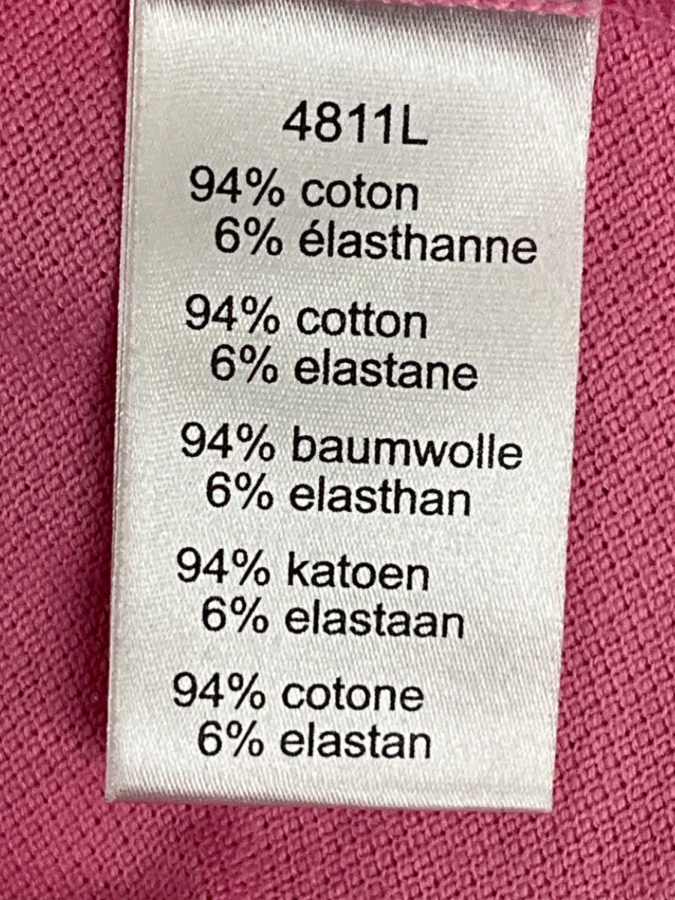 4811L
94% coton
6% élasthanne
94% cotton
6% elastane
94% baumwolle
6% elasthan
94% katoen
6% elastaan
94% cotone
6% elastan